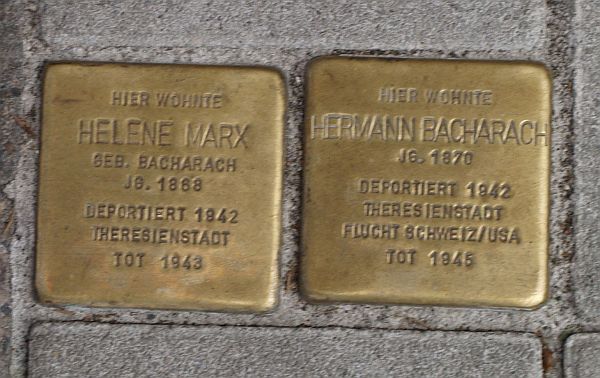 HIER WOHNTE
HELENE MARX
GEB. BACHARACH
JG. 1868
DEPORTIERT 1942
THERESIENSTADT
TOT 1943
HIER WOHNTE
HERMANN BACHARACH
JG. 1870
DEPORTIERT 1942
THERESIENSTADT
FLUCHT SCHWEIZ/USA
TOT 1945